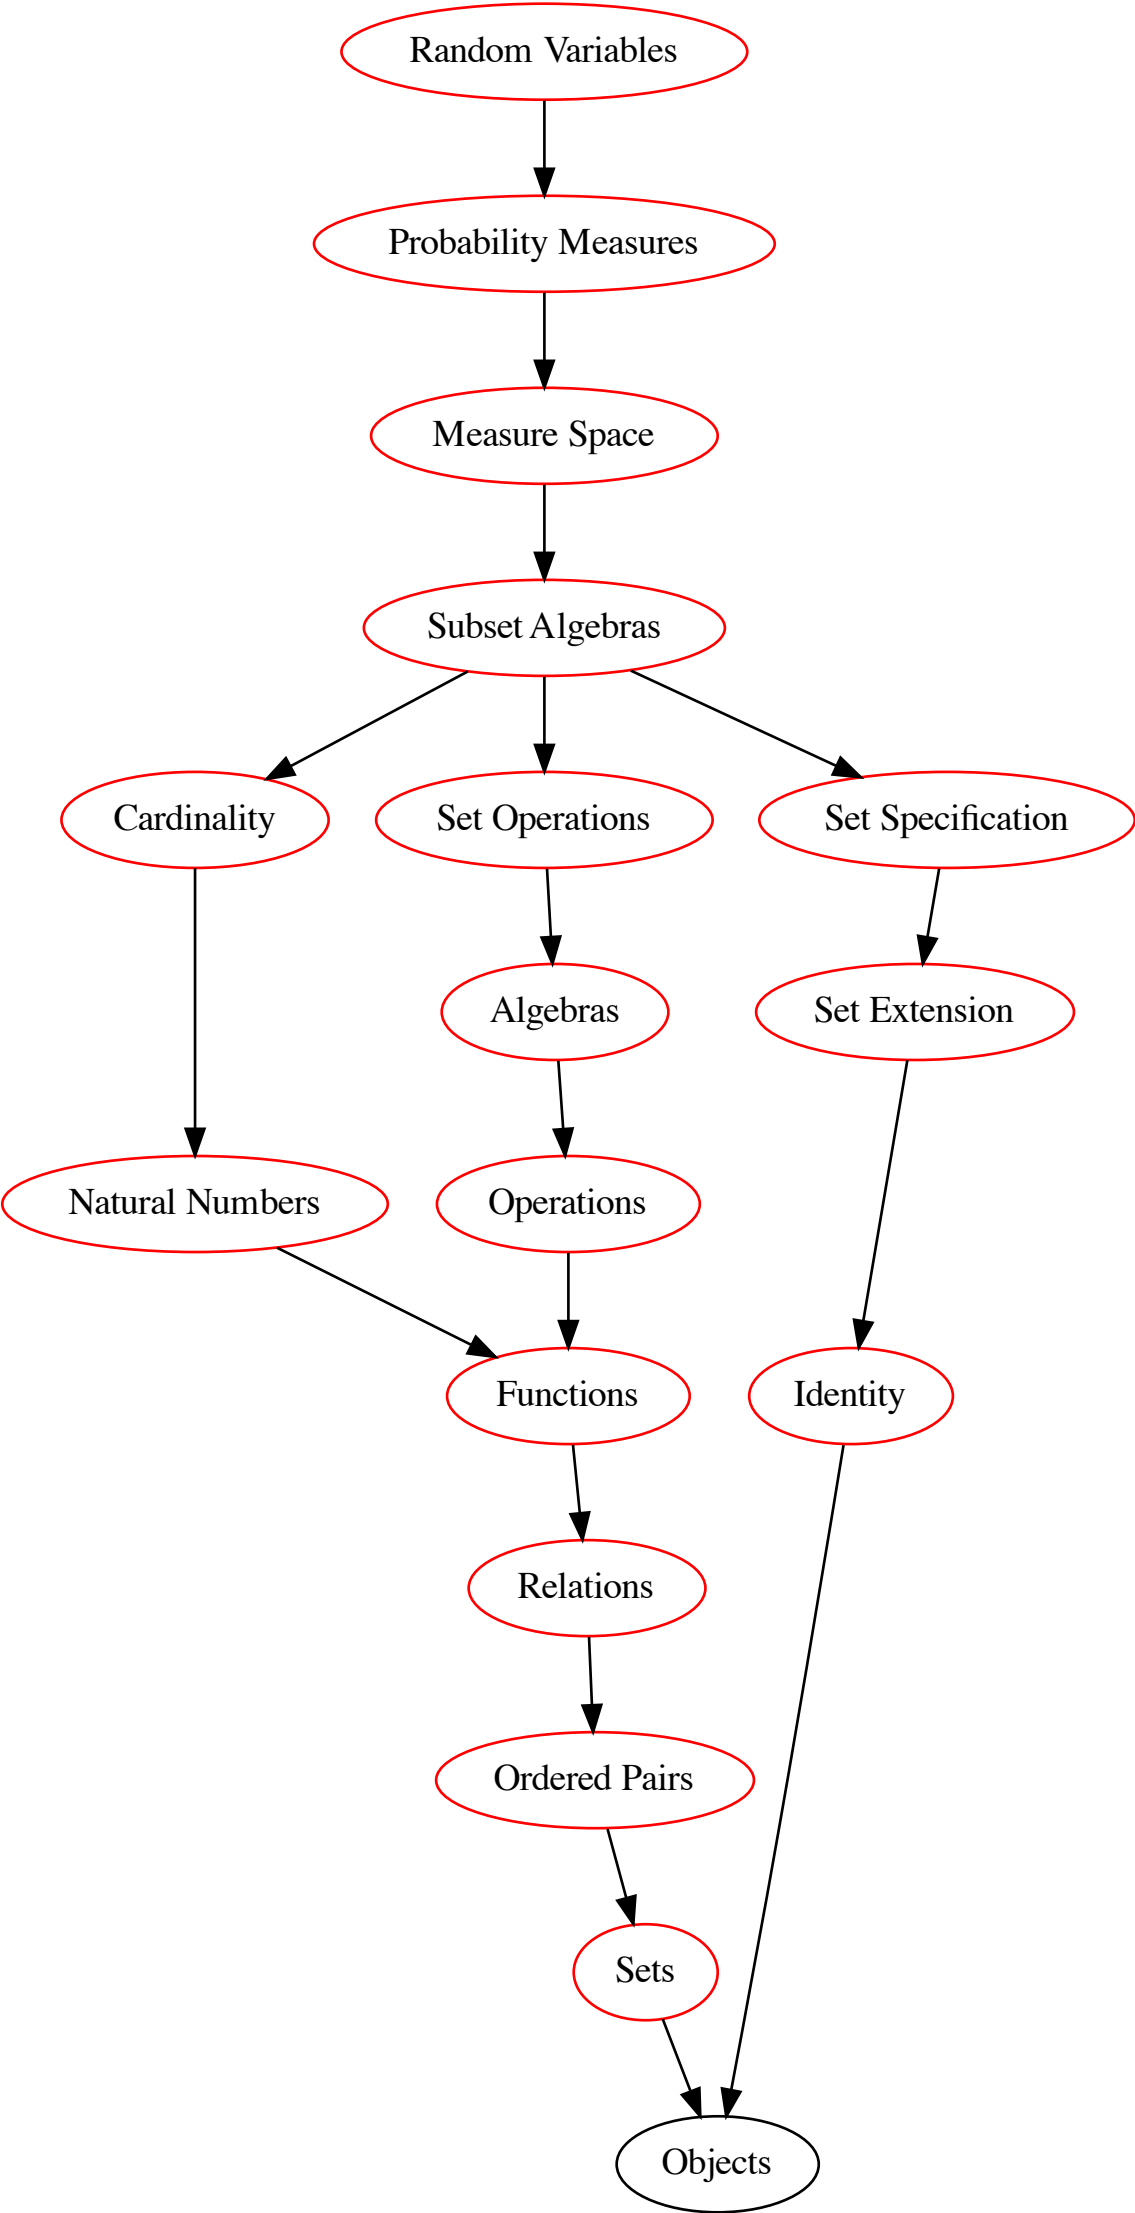 Random Variables
Probability Measures
Measure Space
Subset Algebras
Cardinality
Set Operations
Set Specification
Algebras
Set Extension
Natural Numbers
Operations
Functions
Identity
Relations
Ordered Pairs
Sets
Objects